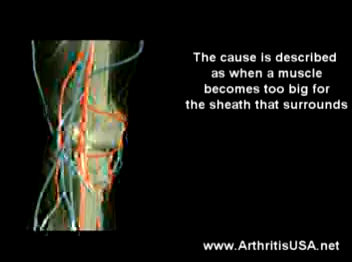 The cause is described
as when a muscle
becomes too big for
the sheath that surrounds
www.ArthritisUSA.net